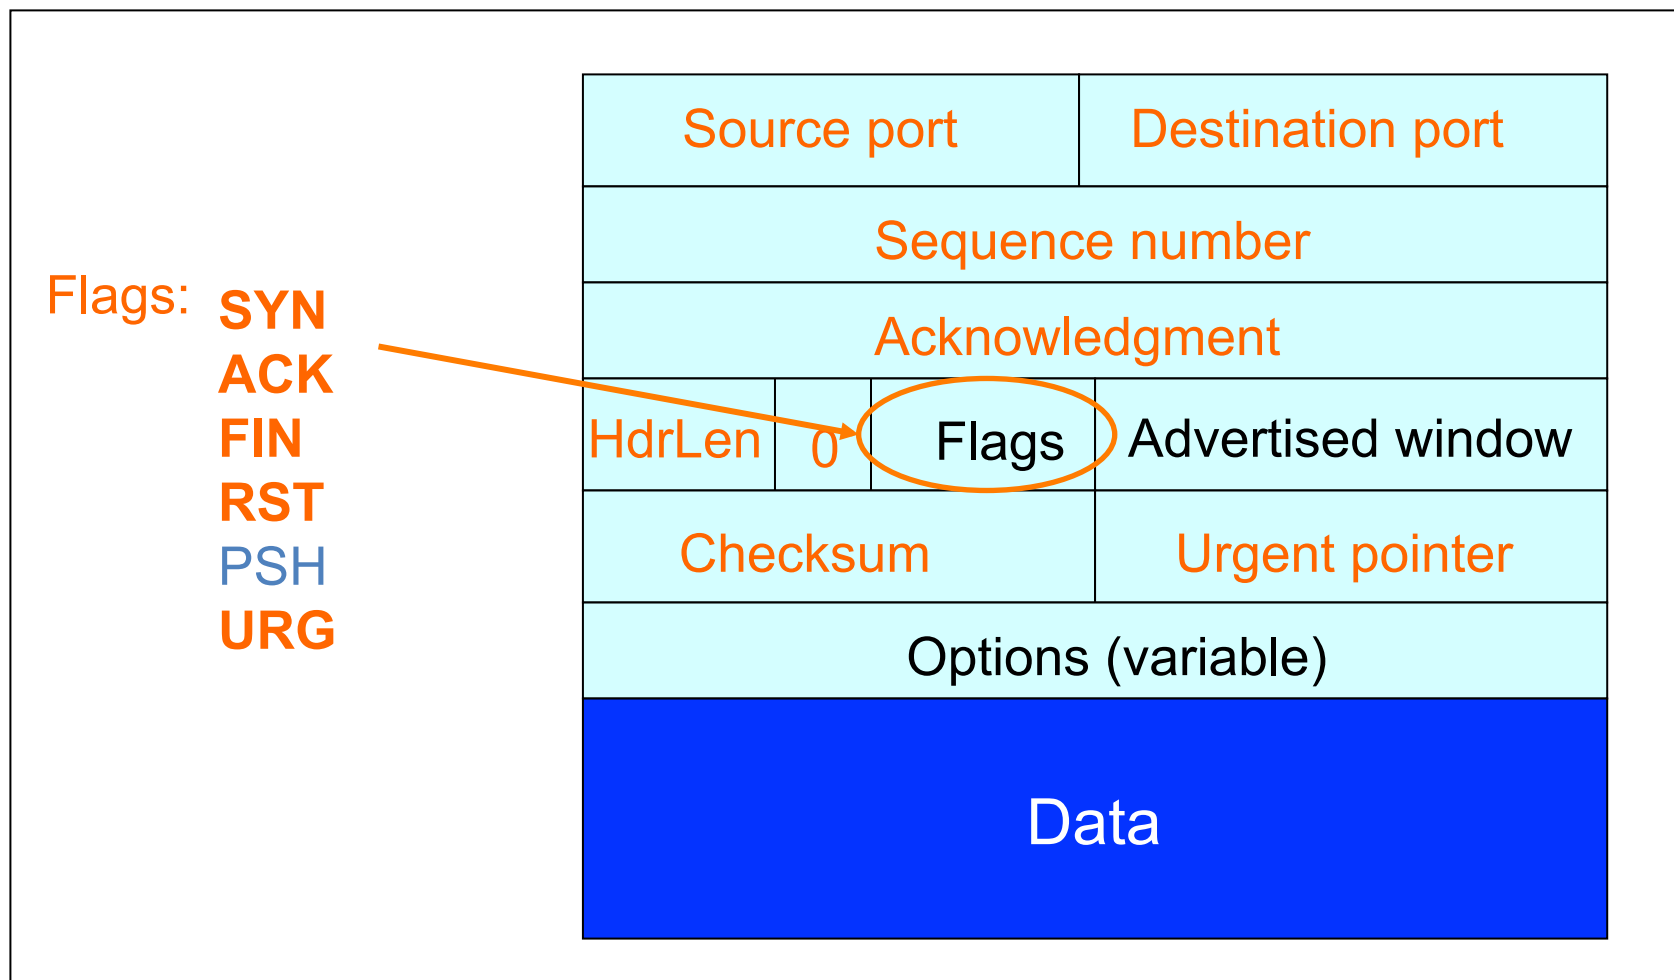 Flags:
SYN
ACK
FIN
RST
PSH
URG
Source port
Destination port
Sequence number
Acknowledgment
HdrLen
0
Flags
Advertised window
Checksum
Urgent pointer
Options (variable)
Data